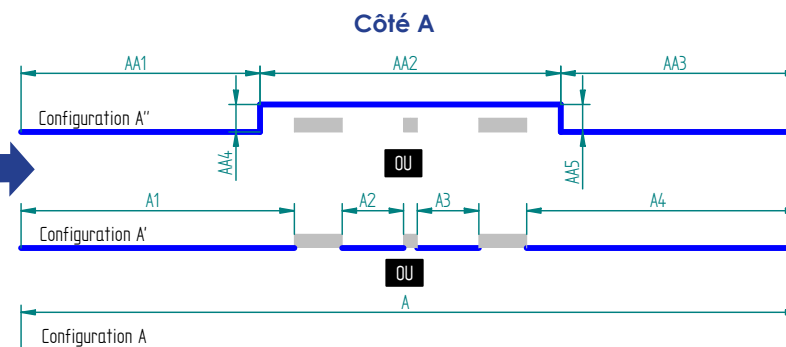 Côté A
AA1 AA2 AA3
Configuration A''
AA4 AA5
OU
A1 A2 A3 A4
Configuration A'
OU
A
Configuration A